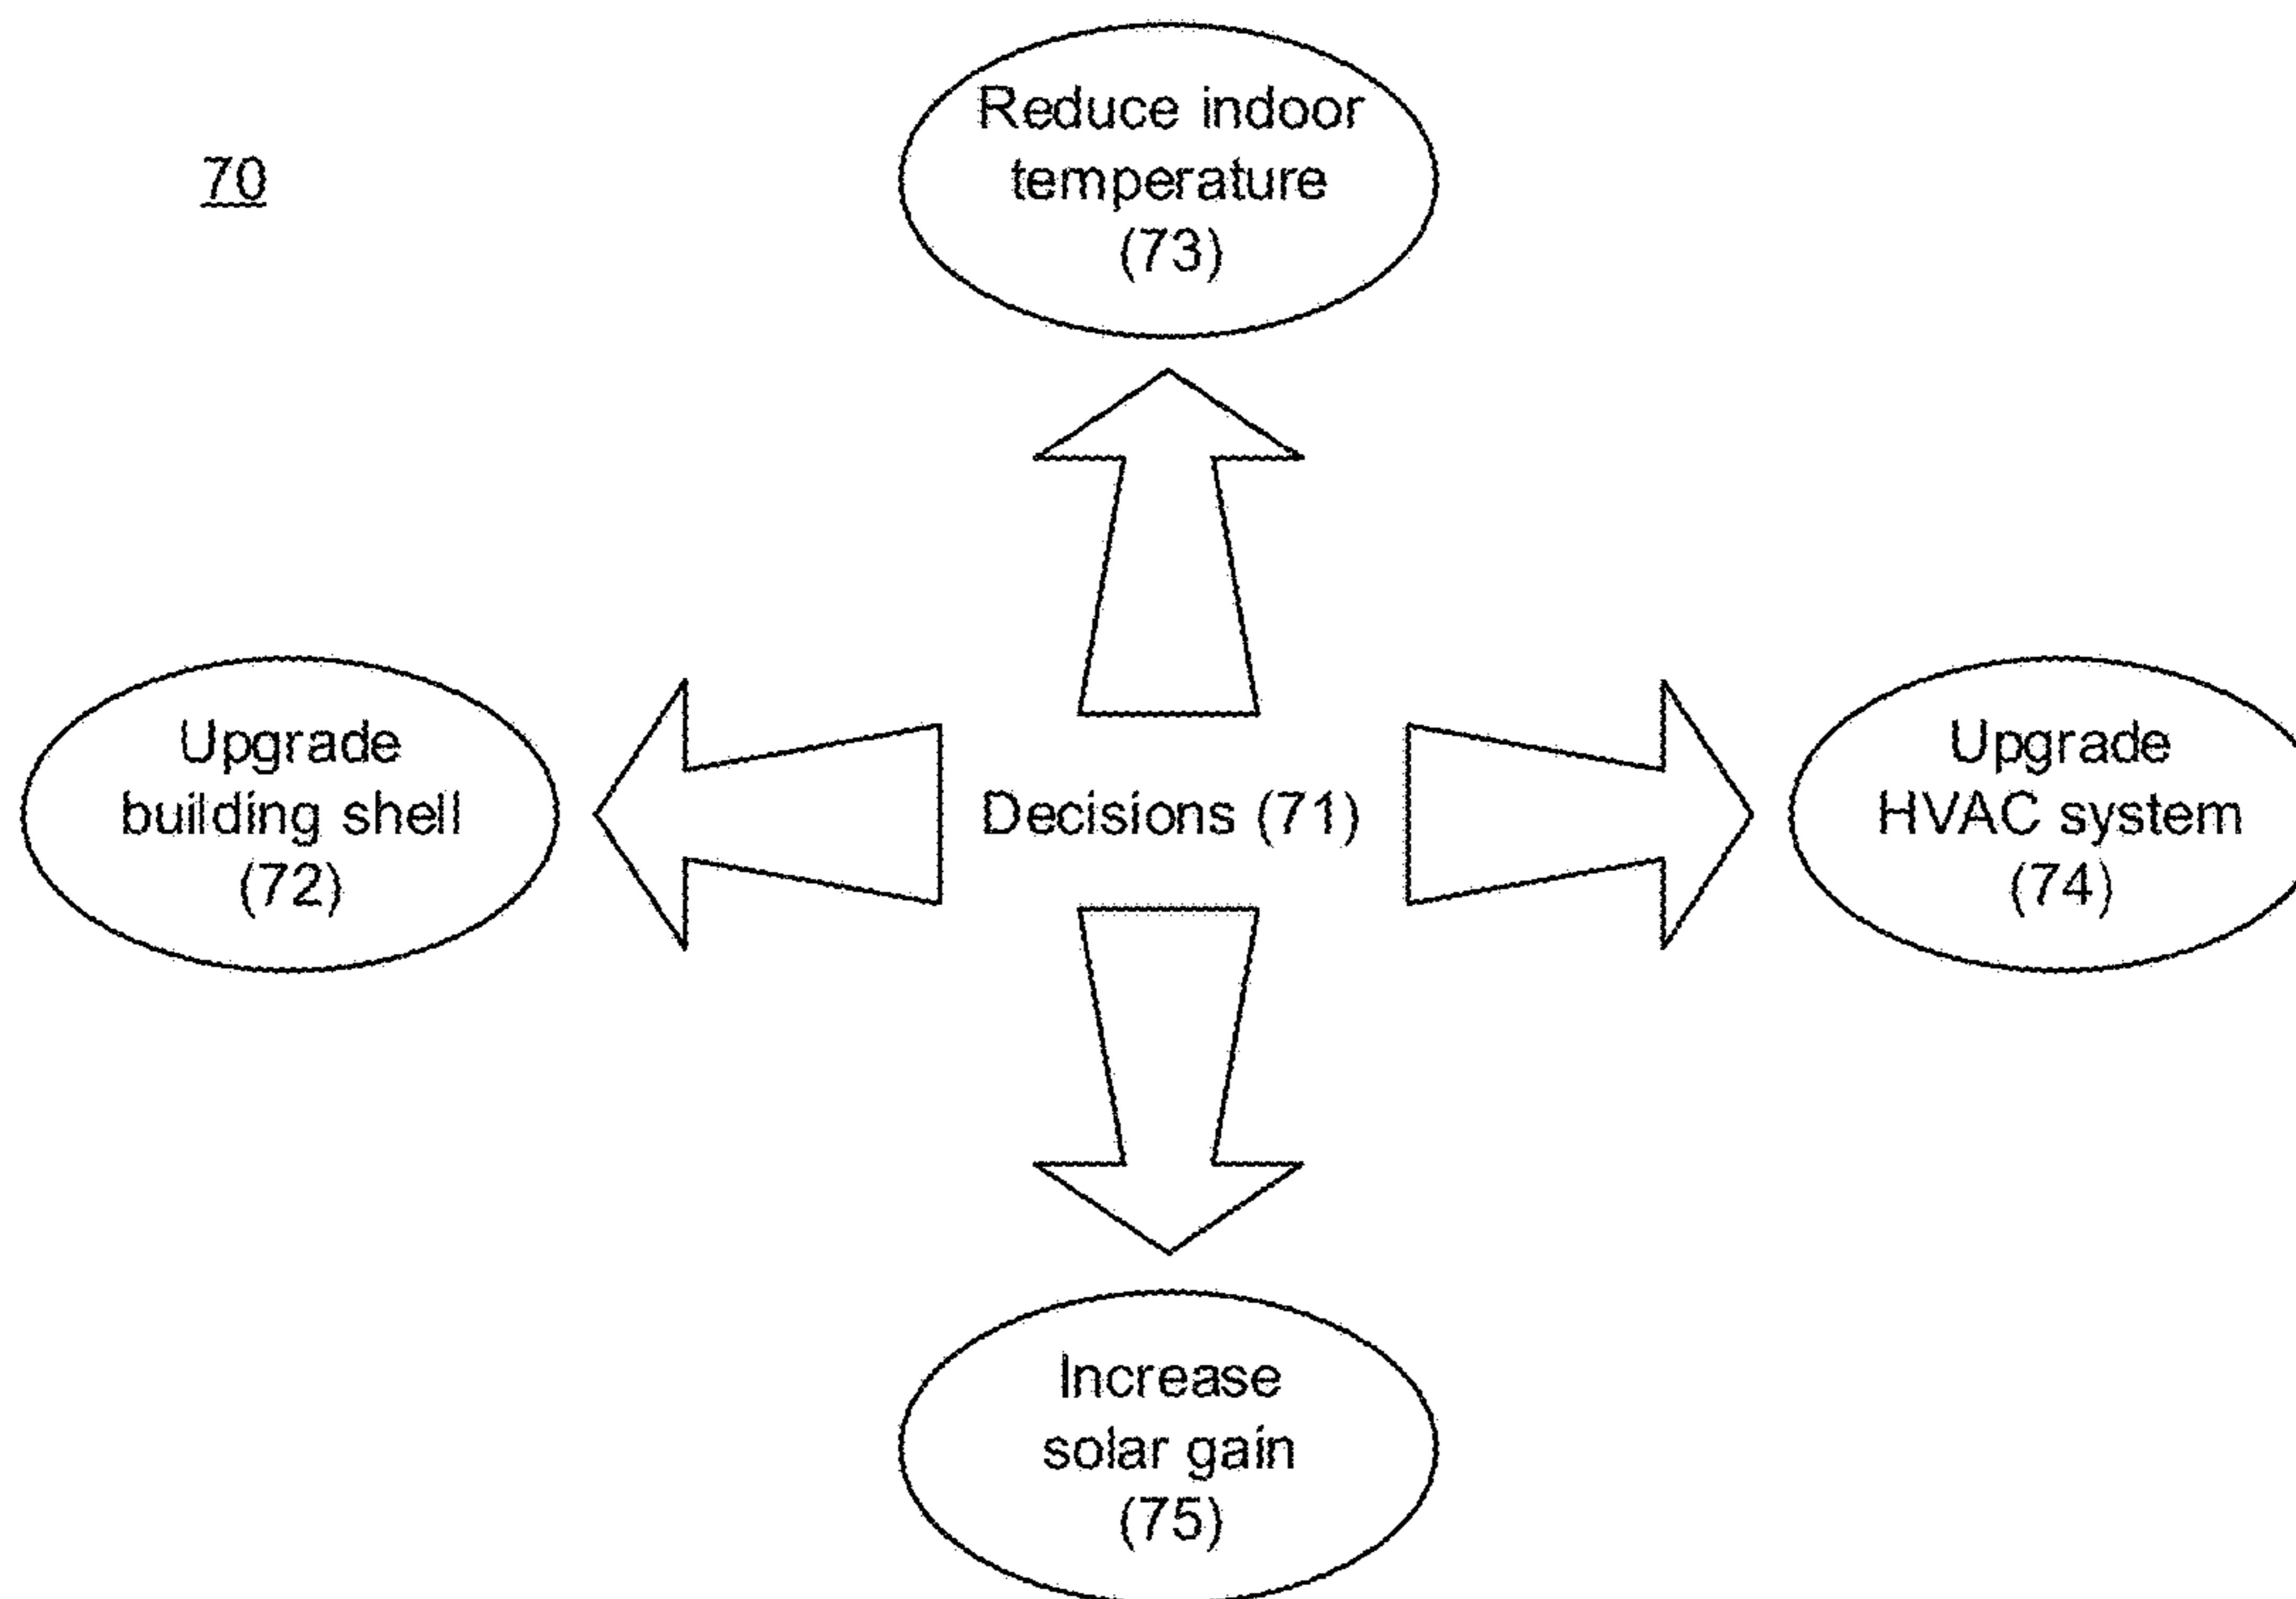 70
Reduce indoor
temperature
(73)
Upgrade
building shell
(72)
Decisions (71)
Upgrade
HVAC system
(74)
Increase
solar gain
(75)